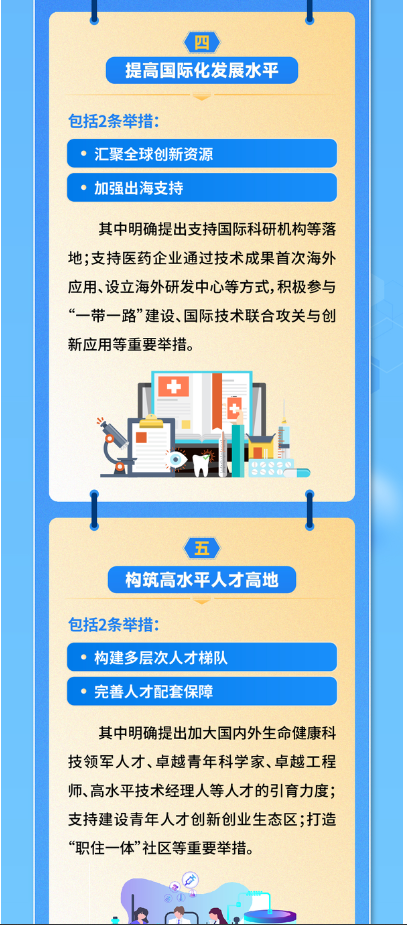 四
提高国际化发展水平
包括2条举措：
• 汇聚全球创新资源
• 加强出海支持
其中明确提出支持国际科研机构等落
地；支持医药企业通过技术成果首次海外
应用、设立海外研发中心等方式，积极参与
“一带一路”建设、国际技术联合攻关与创
新应用等重要举措。
五
构筑高水平人才高地
包括2条举措：
• 构建多层次人才梯队
• 完善人才配套保障
其中明确提出加大国内外生命健康科
技领军人才、卓越青年科学家、卓越工程
师、高水平技术经理人等人才的引育力度；
支持建设青年人才创新创业生态区；打造
“职住一体”社区等重要举措。